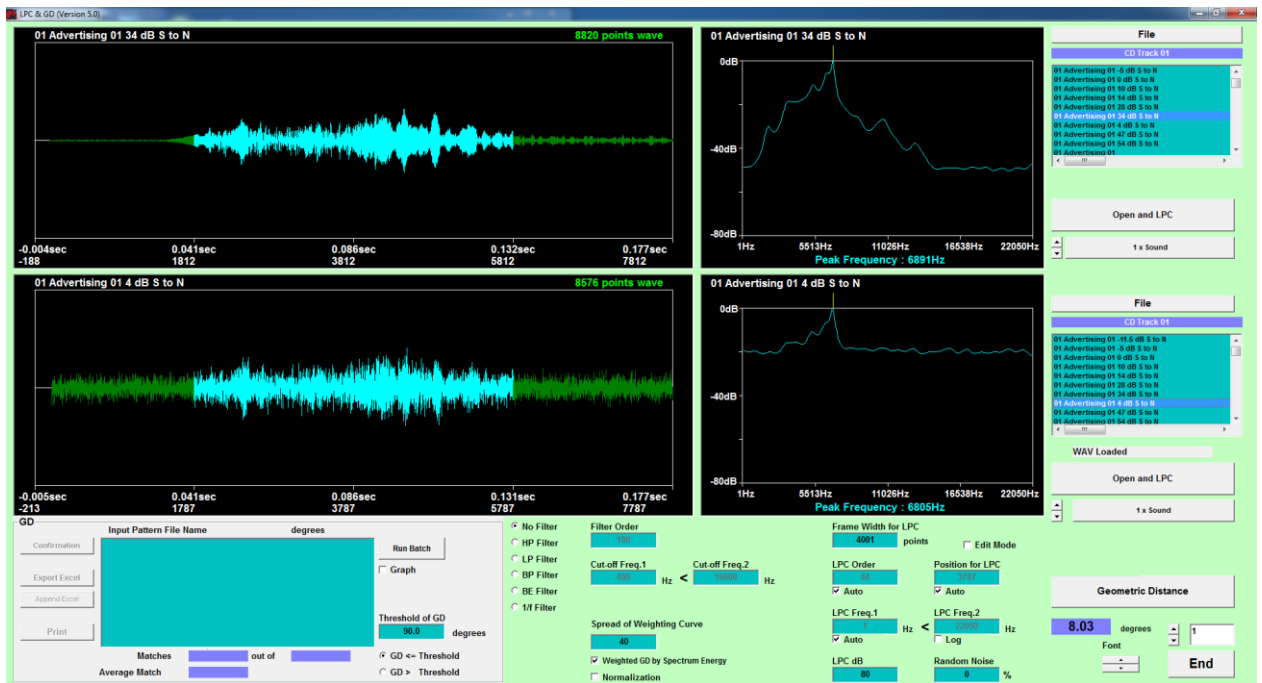 LPC & GD (Version 5.0)
01 Advertising 01 34 dB S to N
8820 points wave
-0.004sec 0.041sec 0.086sec 0.132sec 0.177sec
-188 1812 3812 5812 7812
01 Advertising 01 34 dB S to N
0dB
-40dB
-80dB
1Hz 5513Hz 11026Hz 16538Hz 22050Hz
Peak Frequency : 6891Hz
File
CD Track 01
01 Advertising 01 -5 dB S to N
01 Advertising 01 0 dB S to N
01 Advertising 01 10 dB S to N
01 Advertising 01 14 dB S to N
01 Advertising 01 28 dB S to N
01 Advertising 01 34 dB S to N
01 Advertising 01 4 dB S to N
01 Advertising 01 47 dB S to N
01 Advertising 01 54 dB S to N
01 Advertising 01
Open and LPC
1 x Sound
01 Advertising 01 4 dB S to N
8576 points wave
-0.005sec 0.041sec 0.086sec 0.131sec 0.177sec
-213 1787 3787 5787 7787
01 Advertising 01 4 dB S to N
0dB
-40dB
-80dB
1Hz 5513Hz 11026Hz 16538Hz 22050Hz
Peak Frequency : 6805Hz
File
CD Track 01
01 Advertising 01 -11.5 dB S to N
01 Advertising 01 -5 dB S to N
01 Advertising 01 0 dB S to N
01 Advertising 01 10 dB S to N
01 Advertising 01 14 dB S to N
01 Advertising 01 28 dB S to N
01 Advertising 01 34 dB S to N
01 Advertising 01 4 dB S to N
01 Advertising 01 47 dB S to N
01 Advertising 01 54 dB S to N
WAV Loaded
Open and LPC
1 x Sound
GD
Input Pattern File Name degrees
Confirmation
Export Excel
Append Excel
Print
Run Batch
Graph
Threshold of GD
90.0 degrees
Matches out of
Average Match
GD <= Threshold
GD > Threshold
No Filter
HP Filter
LP Filter
BP Filter
BE Filter
1/f Filter
Filter Order
100
Cut-off Freq.1 Cut-off Freq.2
400 Hz < 16000 Hz
Spread of Weighting Curve
40
Weighted GD by Spectrum Energy
Normalization
Frame Width for LPC
4001 points
Edit Mode
LPC Order Position for LPC
44 3787
Auto Auto
LPC Freq.1 LPC Freq.2
1 Hz < 22050 Hz
Auto Log
LPC dB Random Noise
80 0 %
Geometric Distance
8.03 degrees
1
Font
End